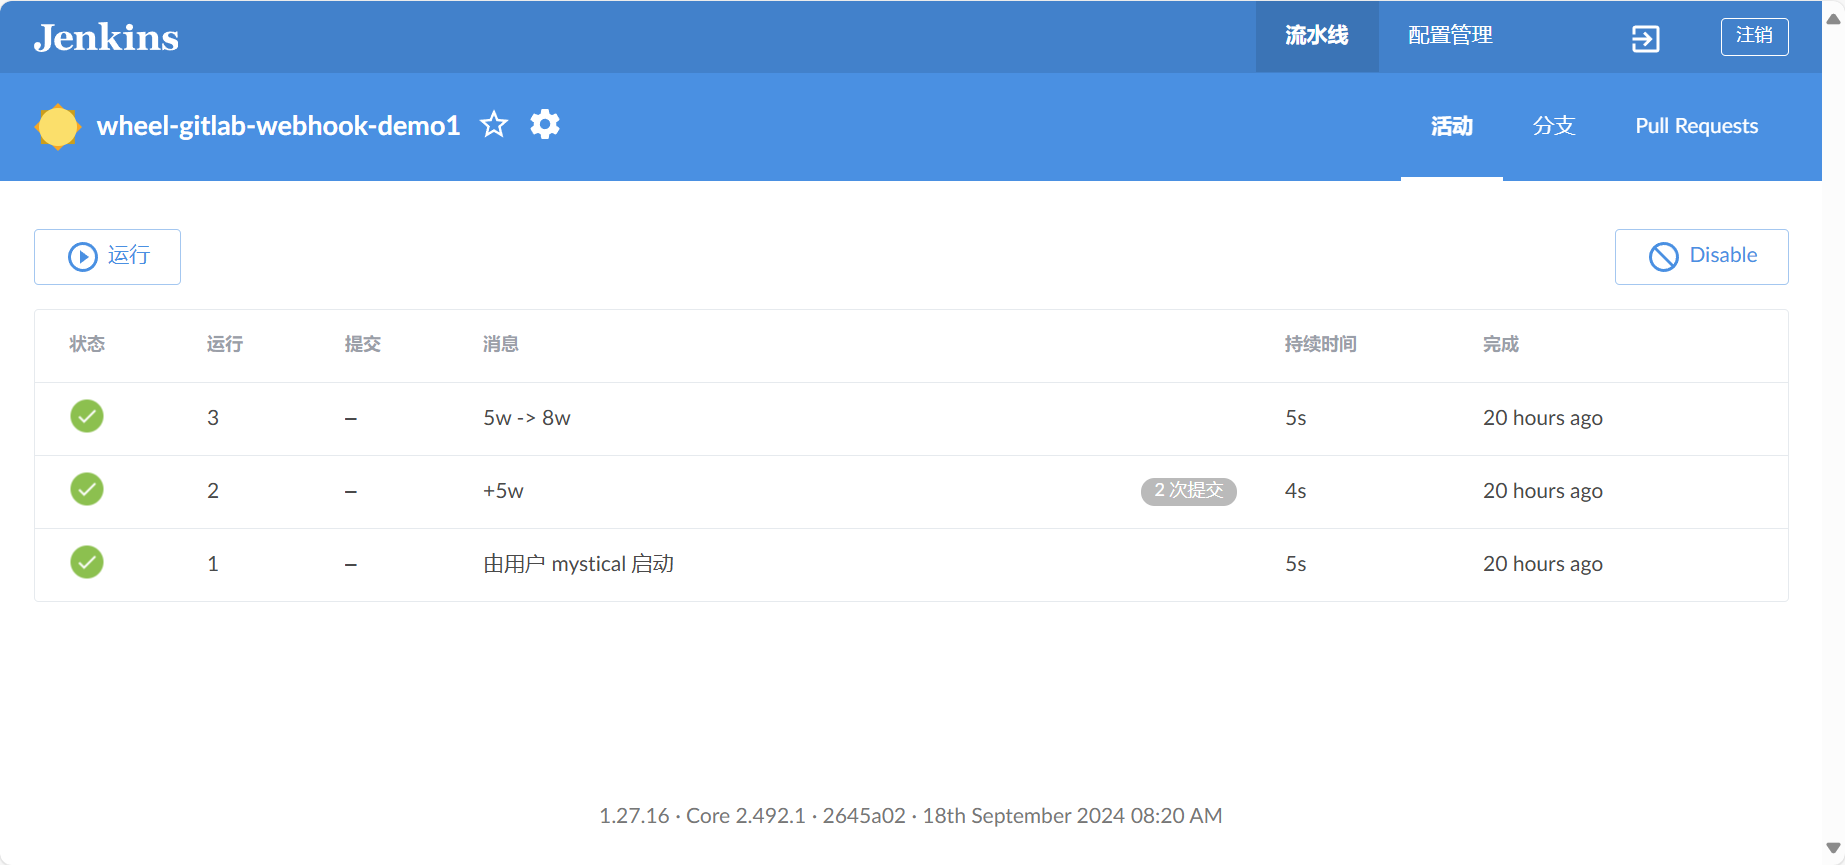 Jenkins 流水线 配置管理 注销
wheel-gitlab-webhook-demo1 活动 分支 Pull Requests
运行 Disable
状态 运行 提交 消息 持续时间 完成
3 – 5w -> 8w 5s 20 hours ago
2 – +5w 2 次提交 4s 20 hours ago
1 – 由用户 mystical 启动 5s 20 hours ago
1.27.16 · Core 2.492.1 · 2645a02 · 18th September 2024 08:20 AM